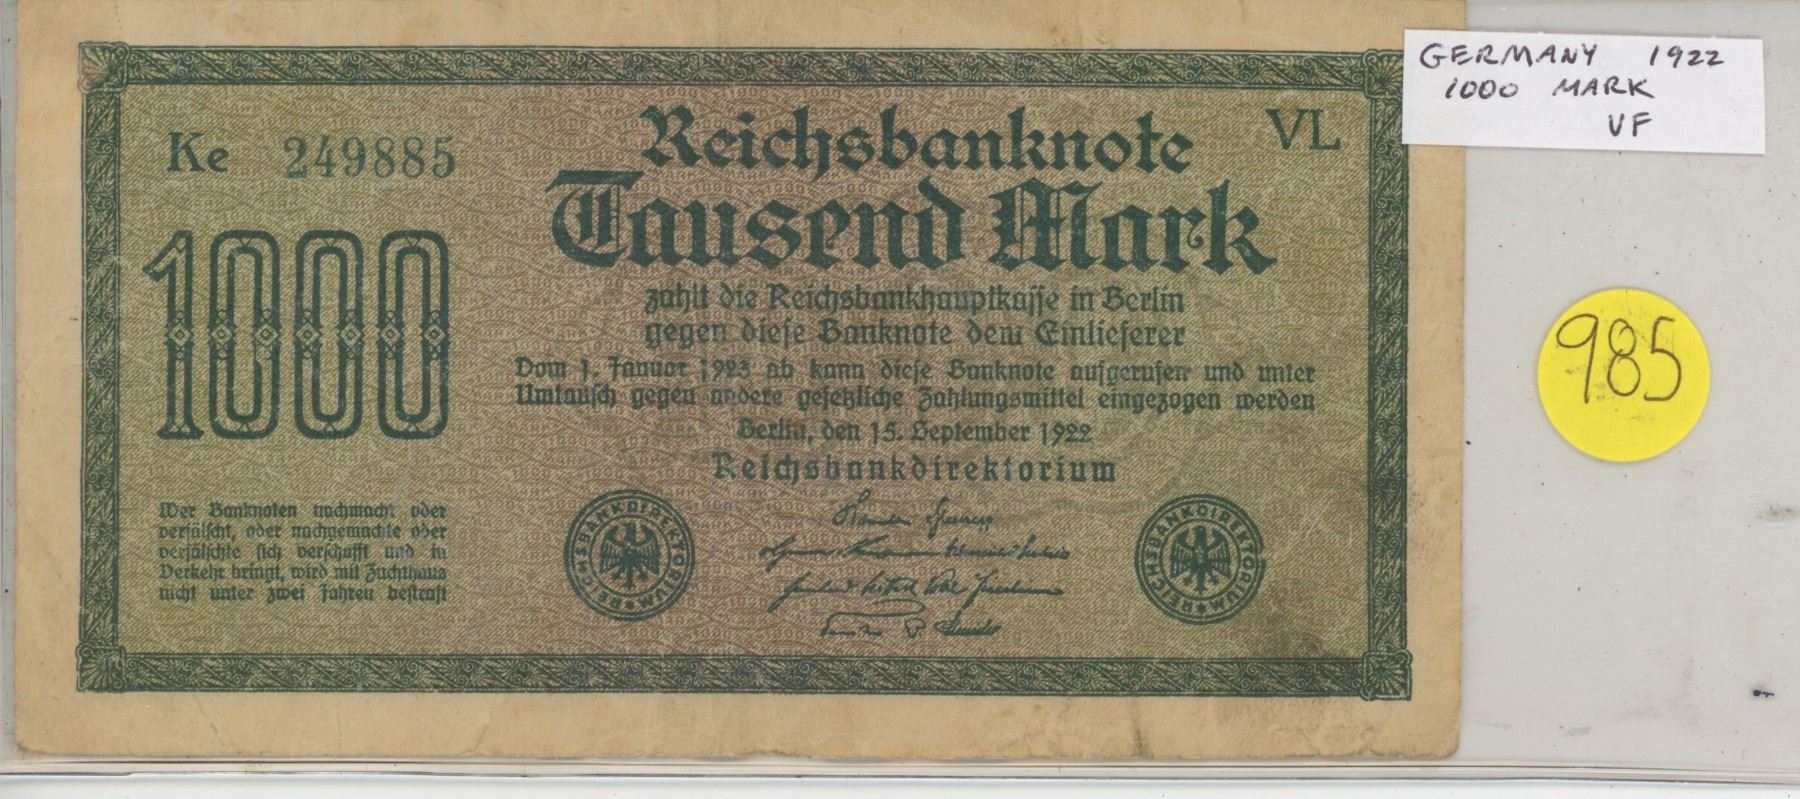 GERMANY 1922
1000 MARK
VF
985
Ke 249885
VL
Reichsbanknote
Tausend Mark
zahlt die Reichsbankhauptkasse in Berlin
gegen diese Banknote dem Einlieferer
Vom 1. Januar 1923 ab kann diese Banknote aufgerufen und unter
Umtausch gegen andere gesetzliche Zahlungsmittel eingezogen werden
Berlin, den 15. September 1922
Reichsbankdirektorium
1000
Wer Banknoten nachmacht oder
verfälscht, oder nachgemachte oder
verfälschte sich verschafft und in
Verkehr bringt, wird mit Zuchthaus
nicht unter zwei Jahren bestraft
REICHSBANKDIREKTORIUM
REICHSBANKDIREKTORIUM